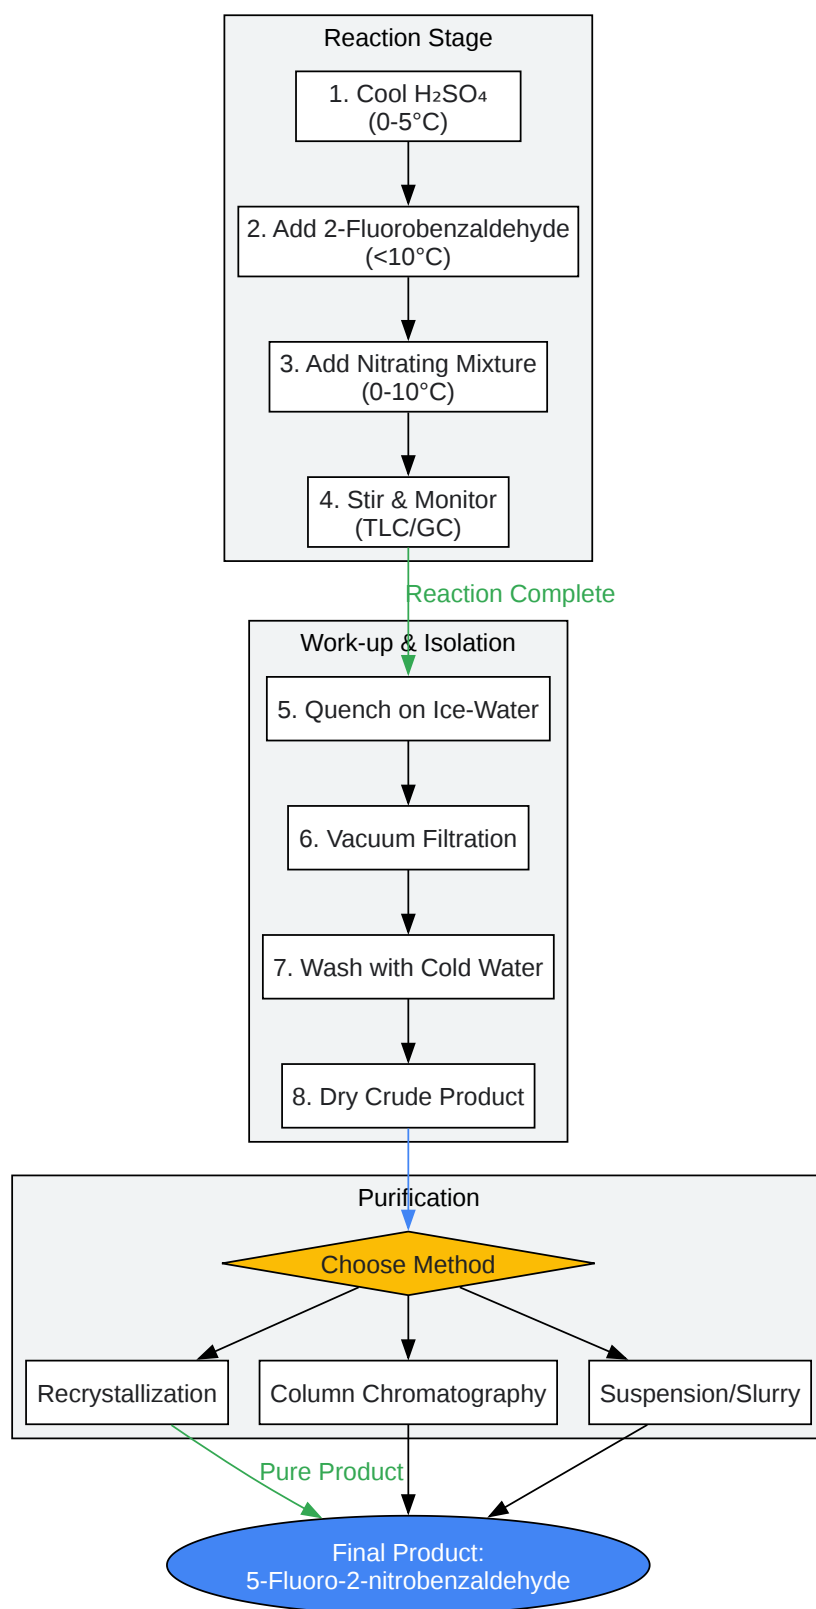 Reaction Stage
1. Cool H₂SO₄
(0-5°C)
2. Add 2-Fluorobenzaldehyde
(<10°C)
3. Add Nitrating Mixture
(0-10°C)
4. Stir & Monitor
(TLC/GC)
Reaction Complete
Work-up & Isolation
5. Quench on Ice-Water
6. Vacuum Filtration
7. Wash with Cold Water
8. Dry Crude Product
Purification
Choose Method
Recrystallization
Column Chromatography
Suspension/Slurry
Pure Product
Final Product:
5-Fluoro-2-nitrobenzaldehyde